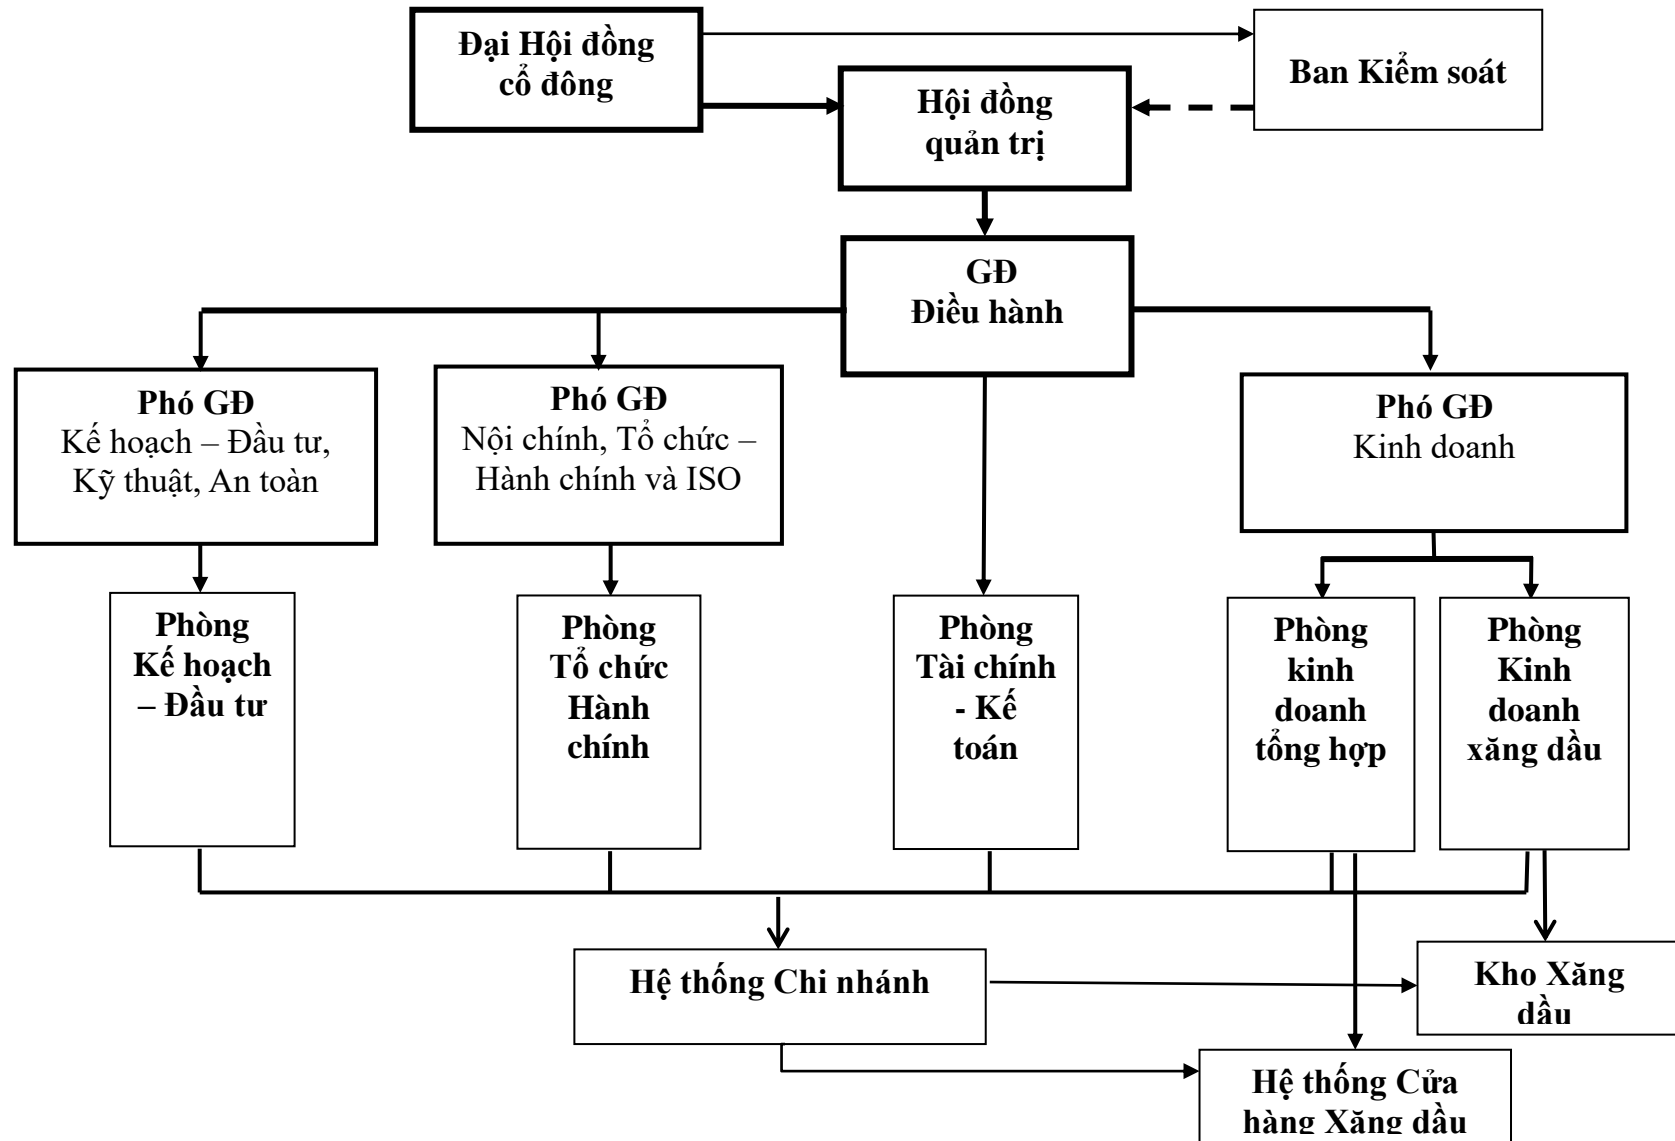 Đại Hội đồng
cổ đông
Ban Kiểm soát
Hội đồng
quản trị
GĐ
Điều hành
Phó GĐ
Kế hoạch – Đầu tư,
Kỹ thuật, An toàn
Phó GĐ
Nội chính, Tổ chức –
Hành chính và ISO
Phó GĐ
Kinh doanh
Phòng
Kế hoạch
– Đầu tư
Phòng
Tổ chức
Hành
chính
Phòng
Tài chính
- Kế
toán
Phòng
kinh
doanh
tổng hợp
Phòng
Kinh
doanh
xăng dầu
Hệ thống Chi nhánh
Kho Xăng
dầu
Hệ thống Cửa
hàng Xăng dầu